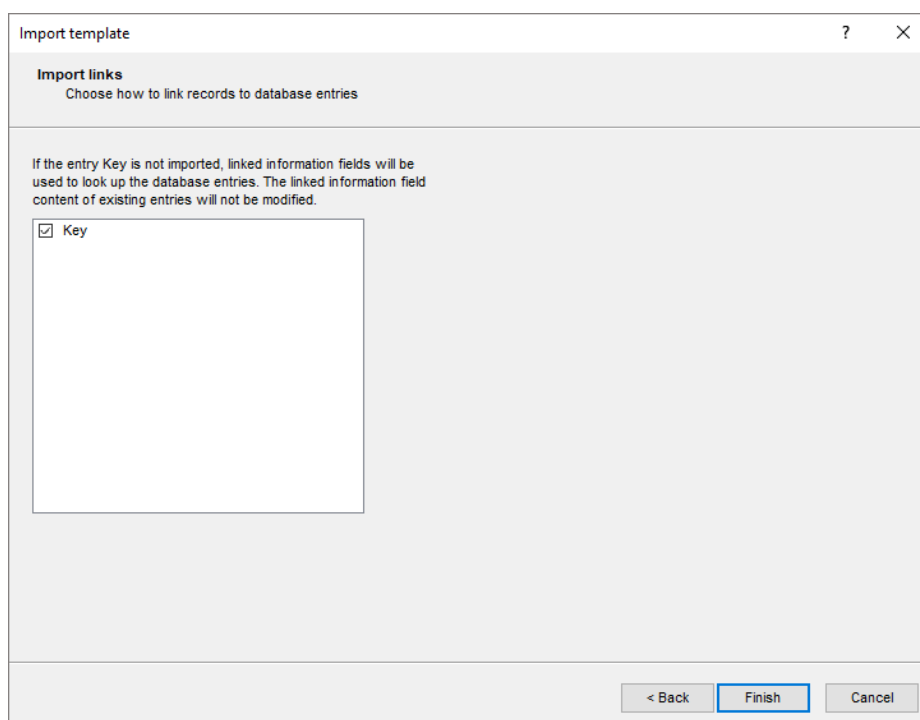 Import template
?
Import links
Choose how to link records to database entries
If the entry Key is not imported, linked information fields will be
used to look up the database entries. The linked information field
content of existing entries will not be modified.
Key
< Back Finish Cancel